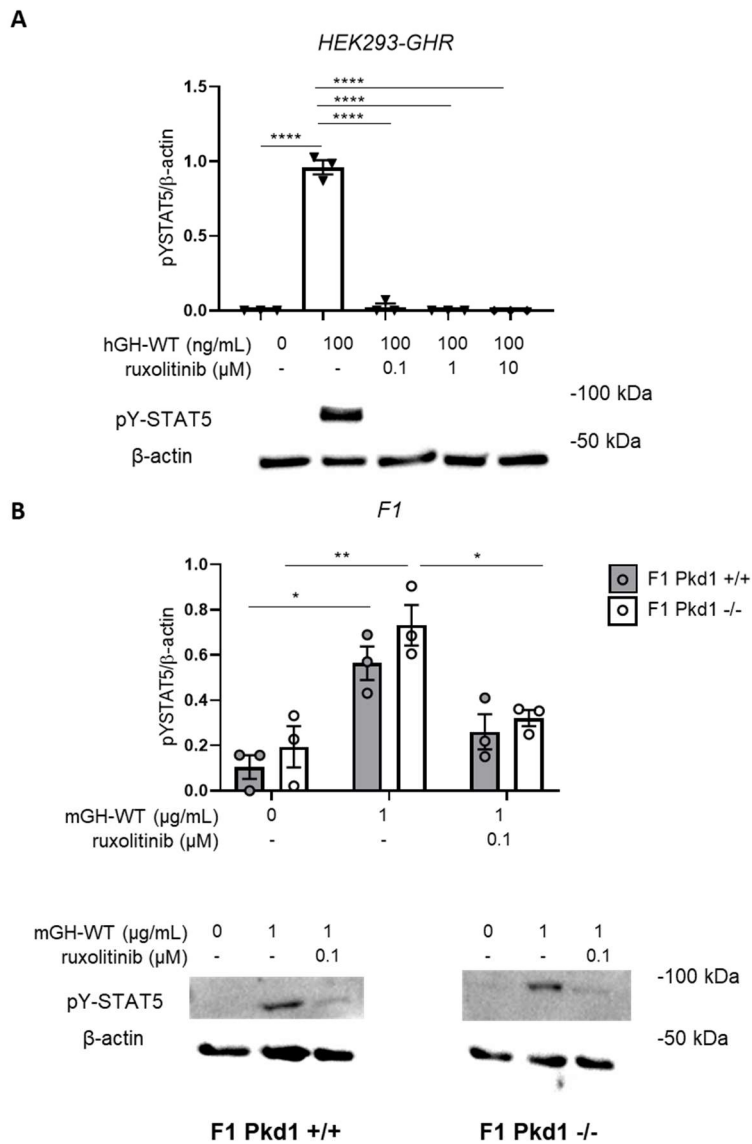 A
HEK293-GHR
1.5
****
****
****
****
1.0
0.5
0.0
pYSTAT5/β-actin
hGH-WT (ng/mL) 0 100 100 100 100
ruxolitinib (µM) - - 0.1 1 10
-100 kDa
pY-STAT5
-50 kDa
β-actin
B
F1
1.0
** *
*
0.8
0.6
0.4
0.2
0.0
pYSTAT5/β-actin
F1 Pkd1 +/+
F1 Pkd1 -/-
mGH-WT (µg/mL) 0 1 1
ruxolitinib (µM) - - 0.1
mGH-WT (µg/mL) 0 1 1 0 1 1
ruxolitinib (µM) - - 0.1 - - 0.1
-100 kDa
pY-STAT5
β-actin -50 kDa
F1 Pkd1 +/+ F1 Pkd1 -/-